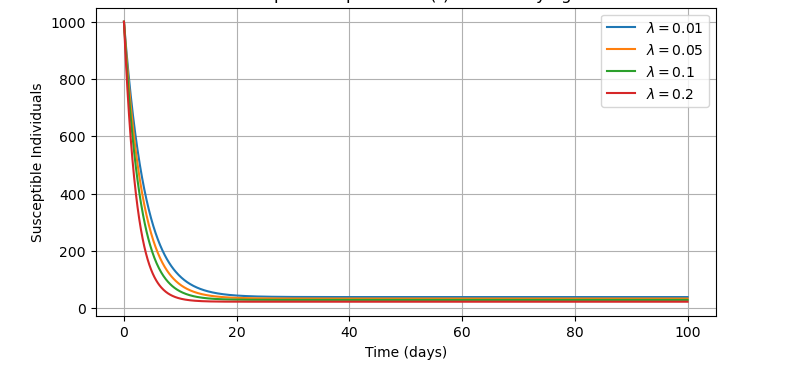 λ = 0.01
λ = 0.05
λ = 0.1
λ = 0.2
1000
800
600
400
200
0
Susceptible Individuals
0 20 40 60 80 100
Time (days)